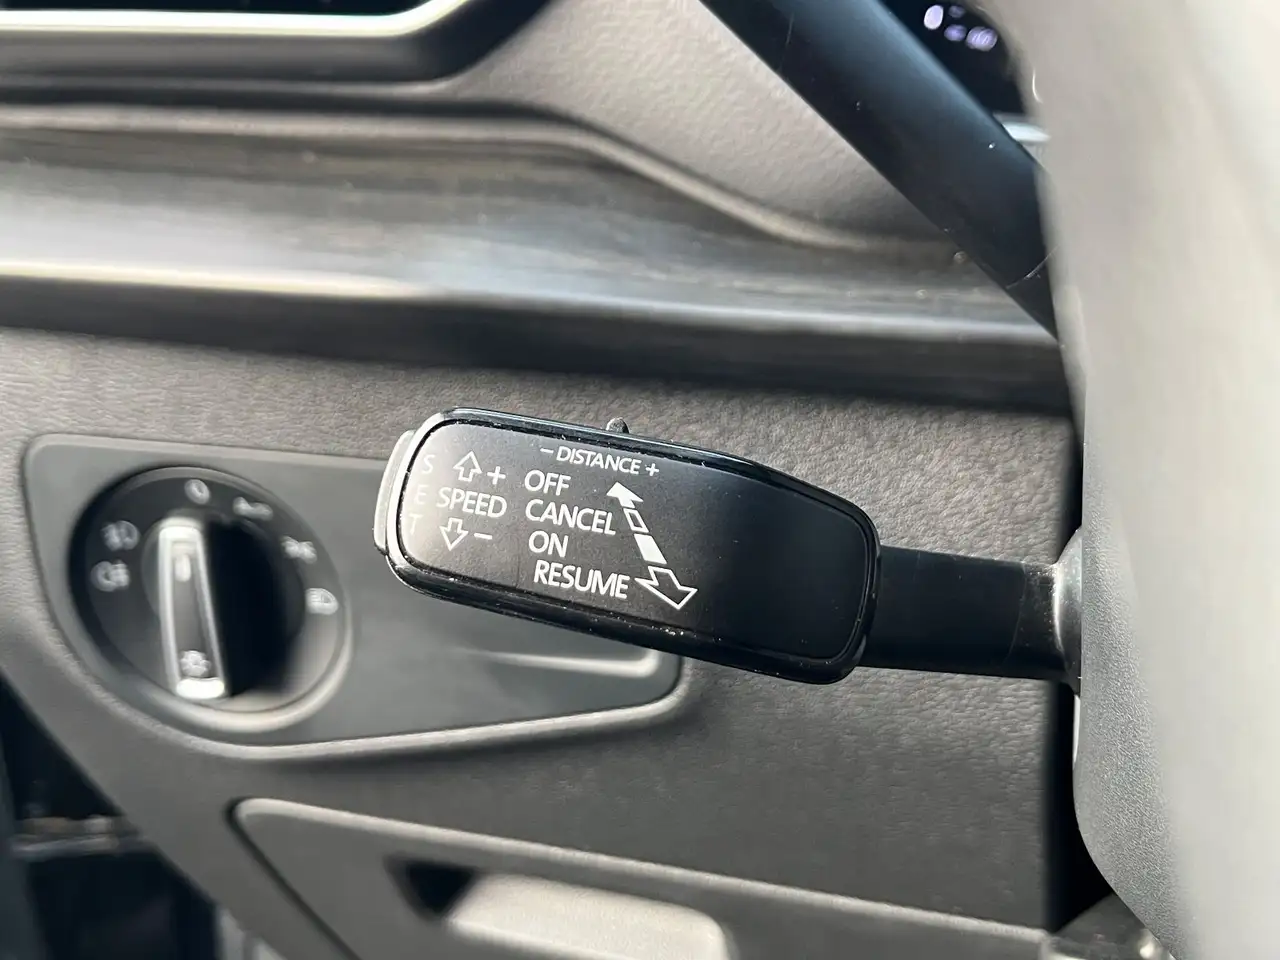 − DISTANCE +
S E T
+
SPEED
−
OFF
CANCEL
ON
RESUME